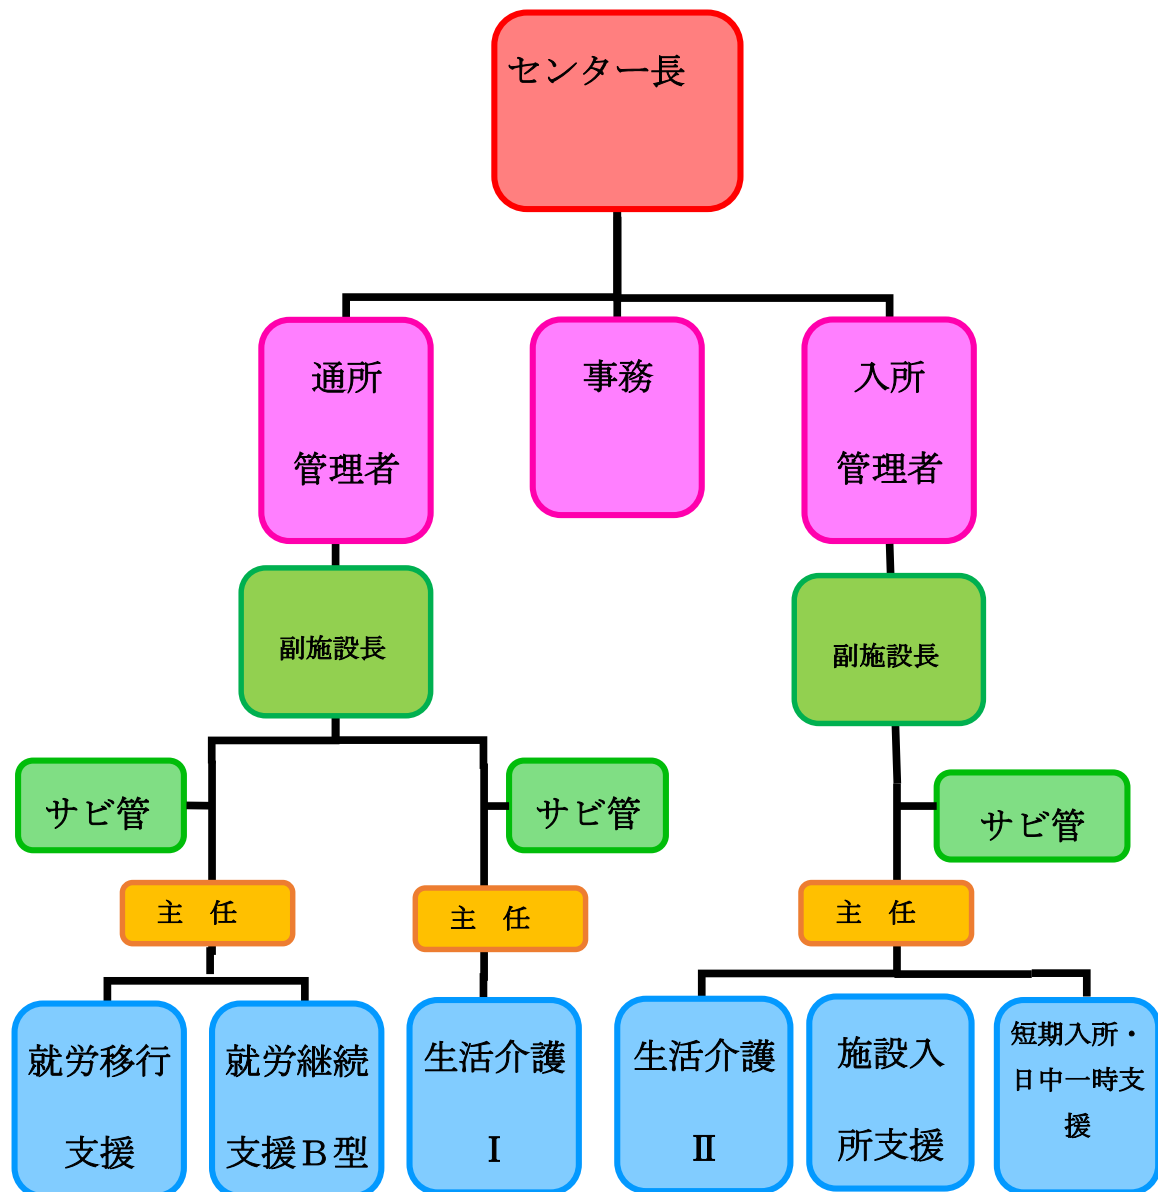 センター長
通所
管理者
事務
入所
管理者
副施設長
副施設長
サビ管
サビ管
サビ管
主　任
主　任
主　任
就労移行
支援
就労継続
支援Ｂ型
生活介護
Ⅰ
生活介護
Ⅱ
施設入
所支援
短期入所・
日中一時支
援